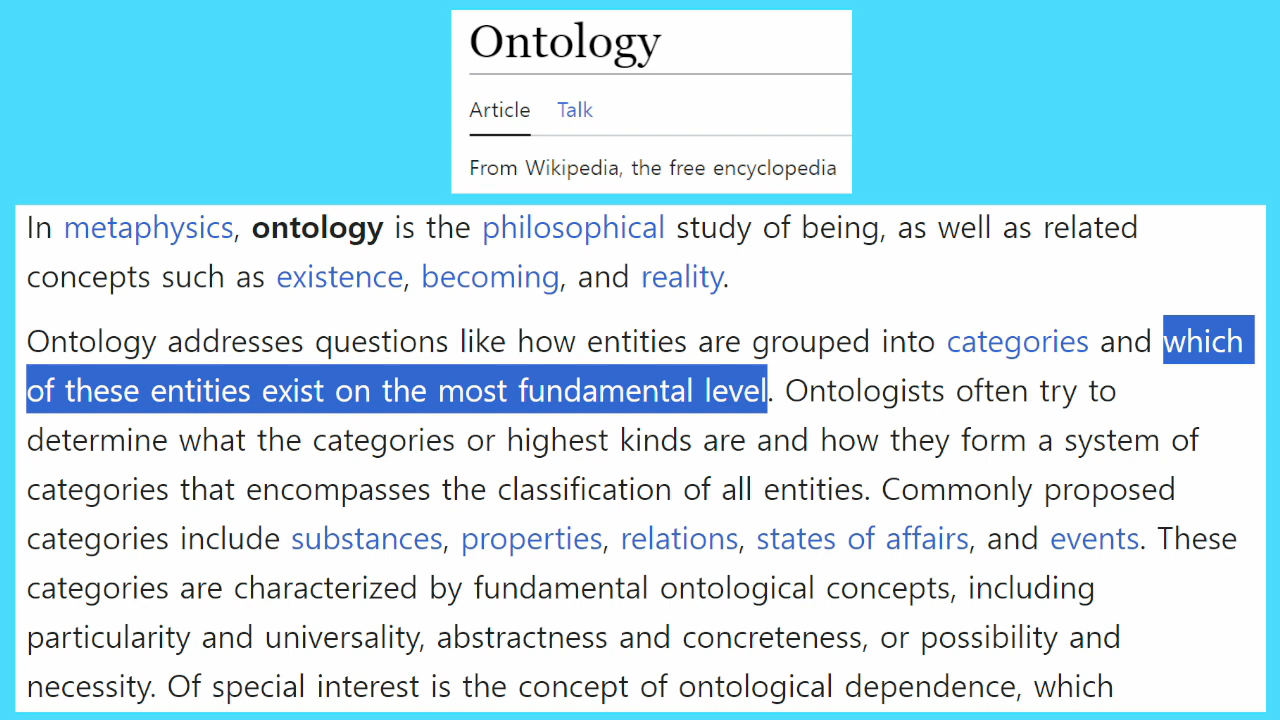 Ontology
Article Talk
From Wikipedia, the free encyclopedia
In metaphysics, ontology is the philosophical study of being, as well as related
concepts such as existence, becoming, and reality.
Ontology addresses questions like how entities are grouped into categories and which
of these entities exist on the most fundamental level. Ontologists often try to
determine what the categories or highest kinds are and how they form a system of
categories that encompasses the classification of all entities. Commonly proposed
categories include substances, properties, relations, states of affairs, and events. These
categories are characterized by fundamental ontological concepts, including
particularity and universality, abstractness and concreteness, or possibility and
necessity. Of special interest is the concept of ontological dependence, which